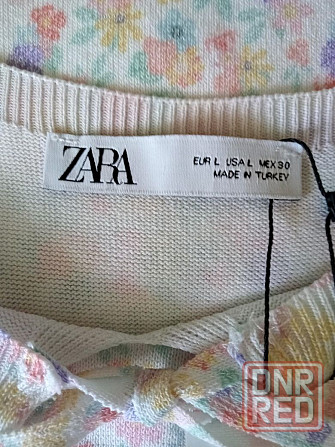 ZARA
EUR L USA L MEX 30
MADE IN TURKEY
DNR
RED